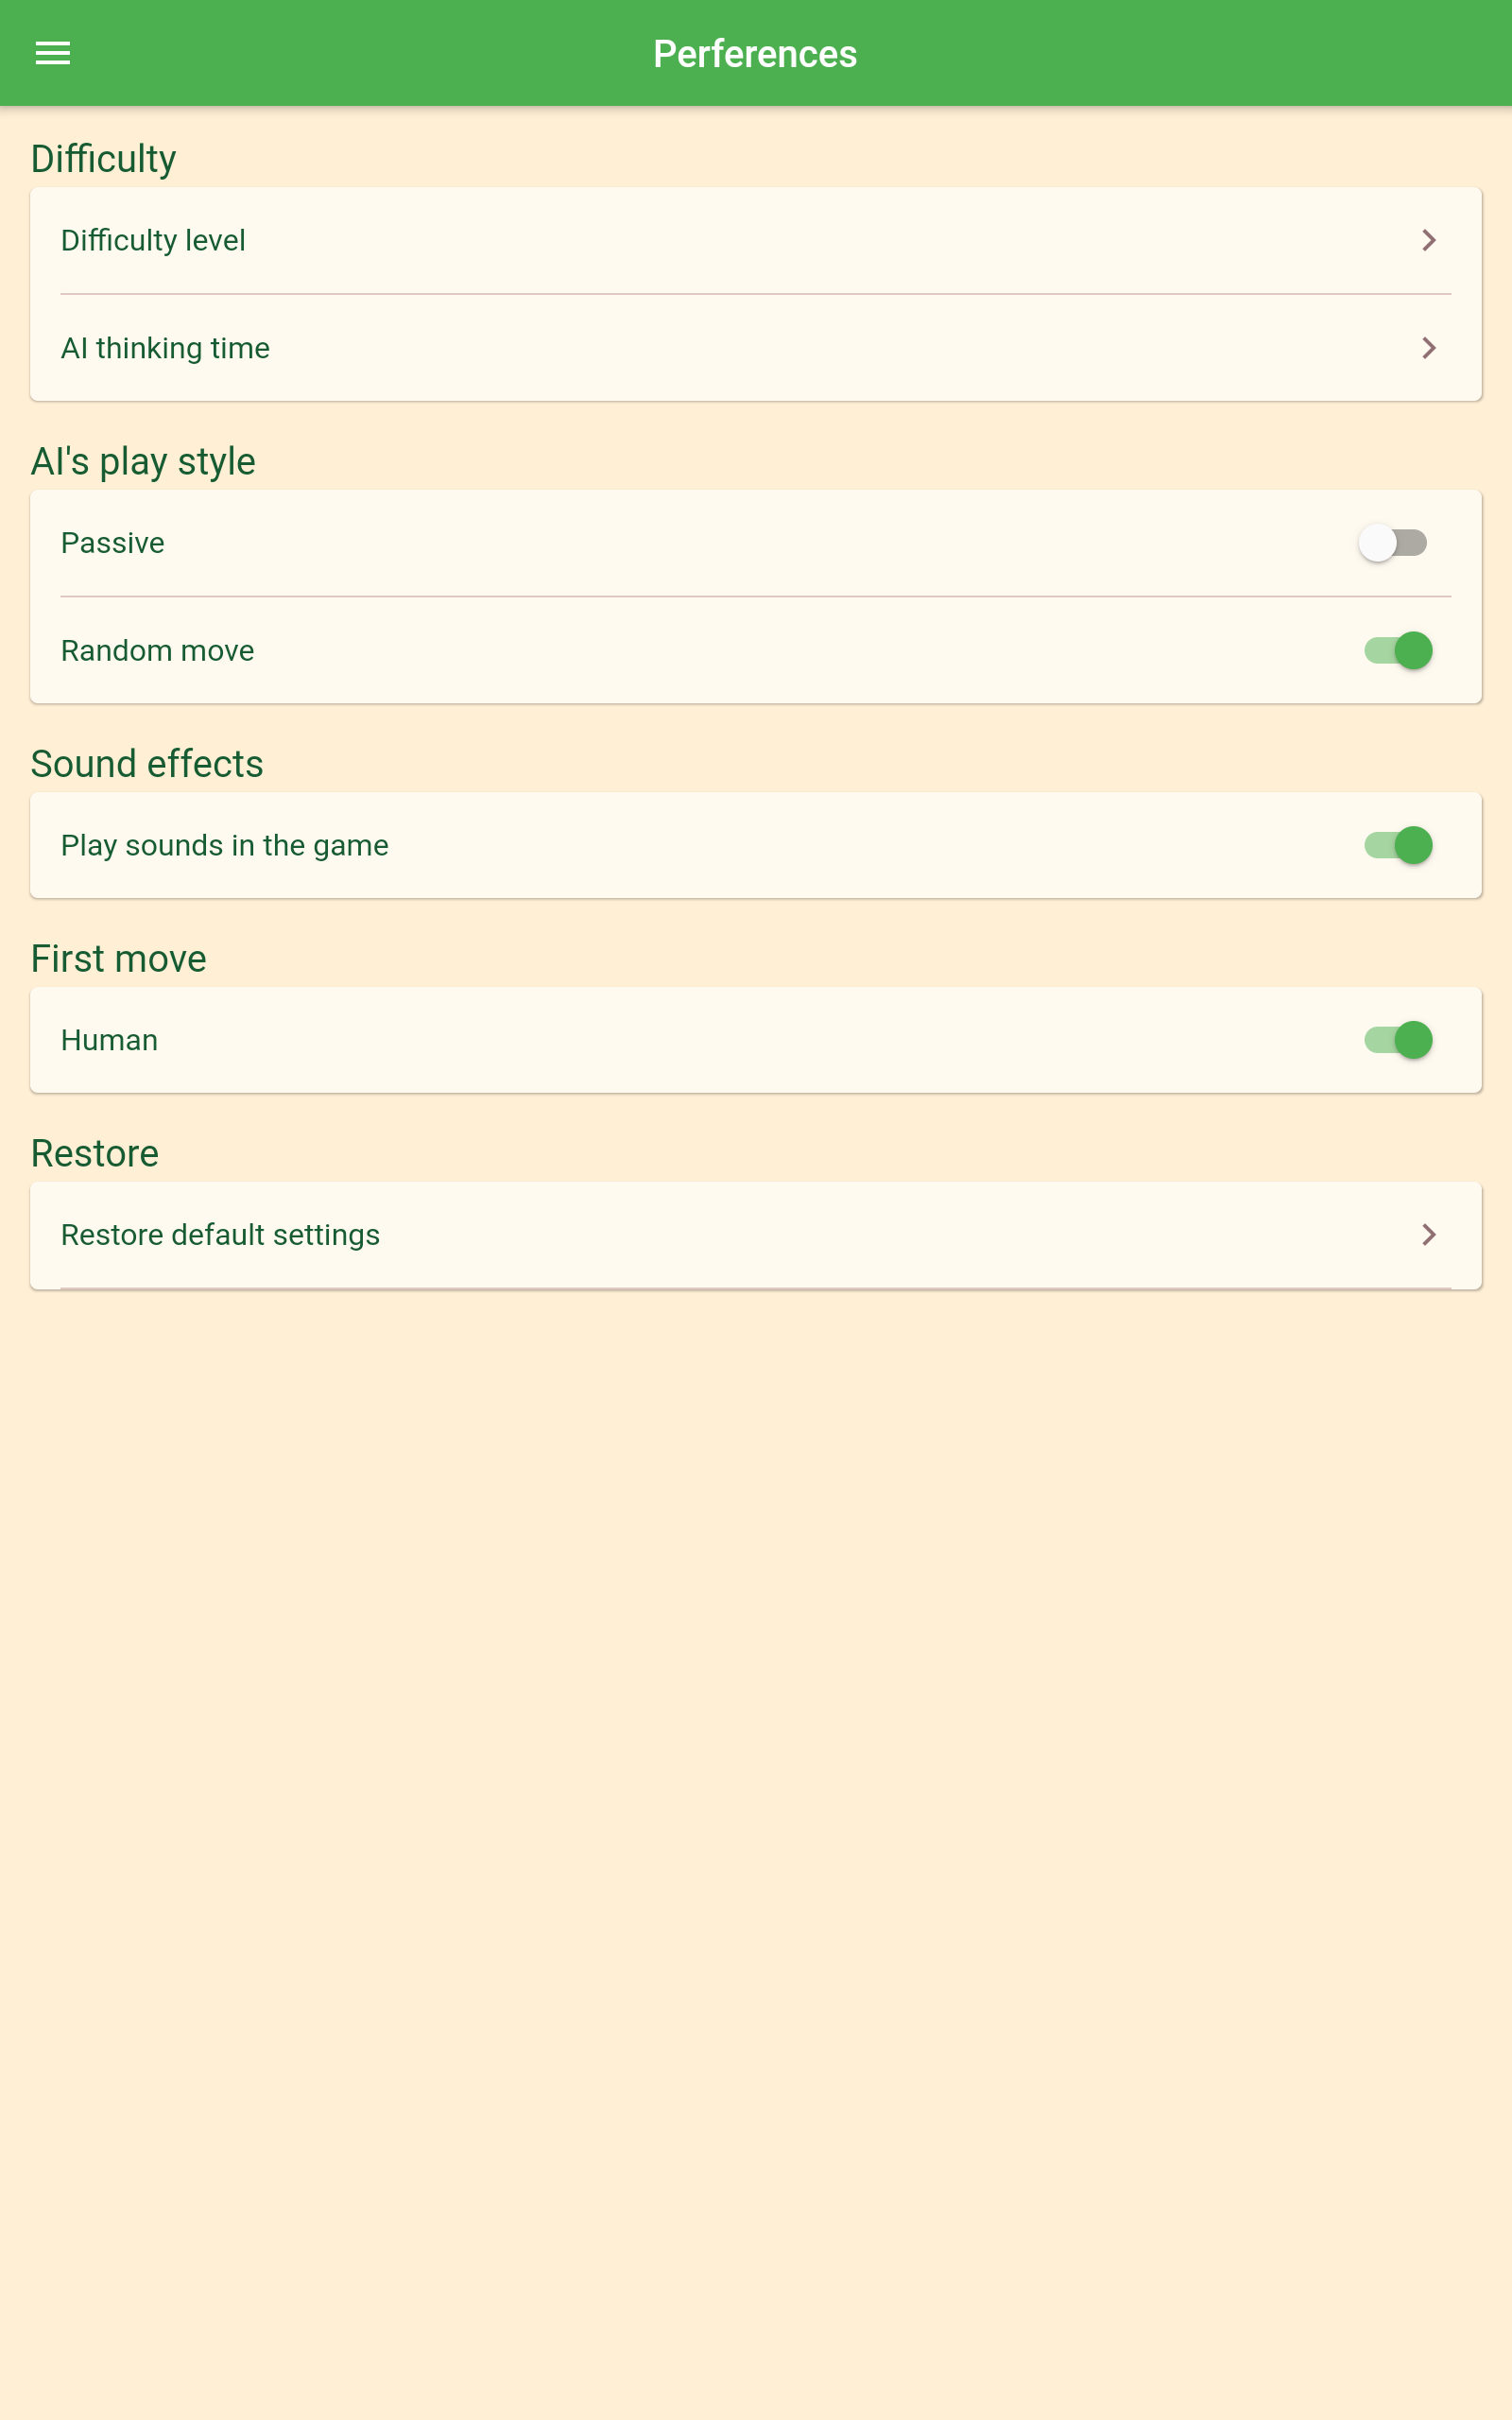 Perferences
Difficulty
Difficulty level
AI thinking time
AI's play style
Passive
Random move
Sound effects
Play sounds in the game
First move
Human
Restore
Restore default settings